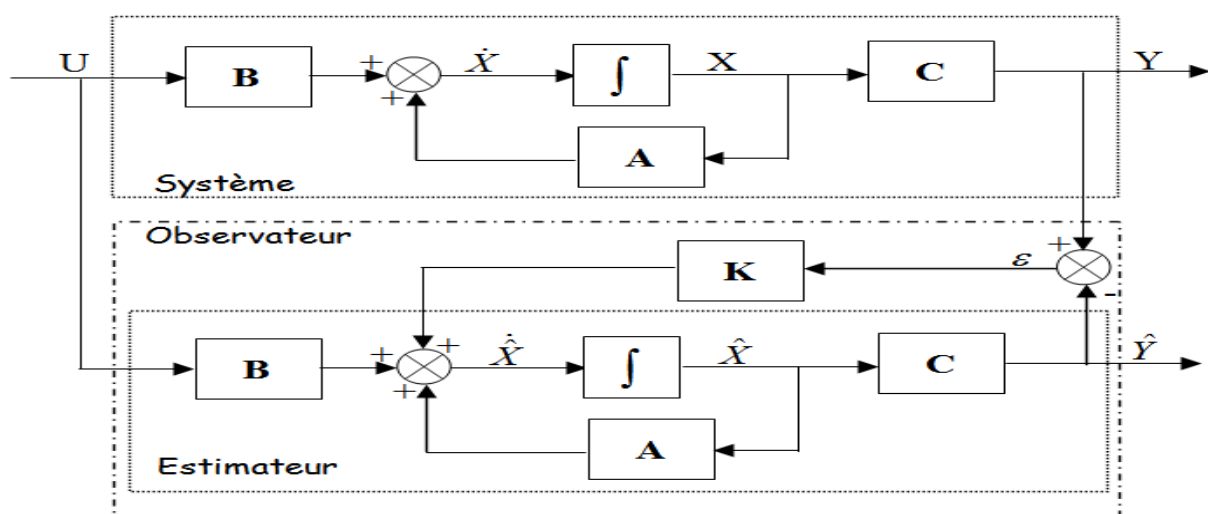 U B + + Ẋ ∫ X C Y
A
Système
Observateur
K ε + -
B + + + X̂̇ ∫ X̂ C Ŷ
A
Estimateur